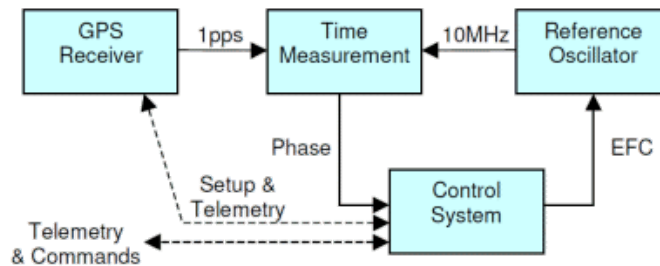 GPS
Receiver
1pps
Time
Measurement
10MHz
Reference
Oscillator
Phase
EFC
Setup &
Telemetry
Control
System
Telemetry
& Commands